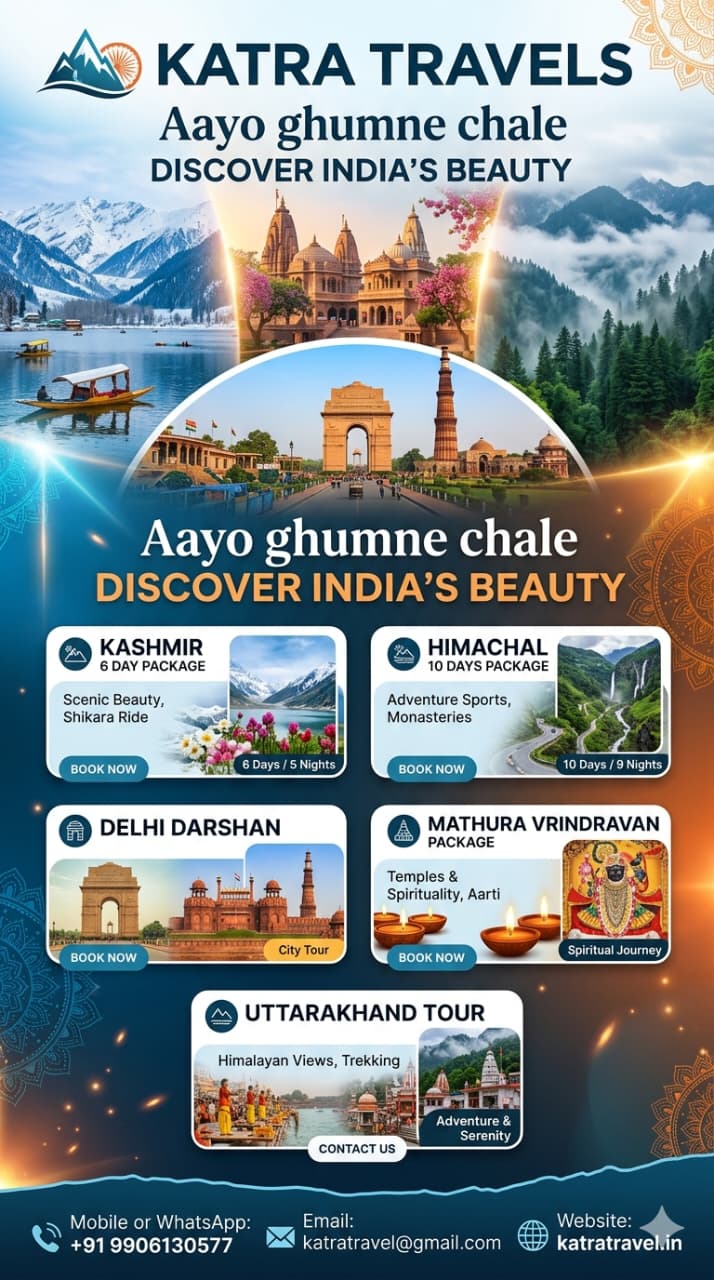 KATRA TRAVELS
Aayo ghumne chale
DISCOVER INDIA'S BEAUTY
Aayo ghumne chale
DISCOVER INDIA'S BEAUTY
KASHMIR
6 DAY PACKAGE
Scenic Beauty,
Shikara Ride
BOOK NOW
6 Days / 5 Nights
HIMACHAL
10 DAYS PACKAGE
Adventure Sports,
Monasteries
BOOK NOW
10 Days / 9 Nights
DELHI DARSHAN
BOOK NOW
City Tour
MATHURA VRINDRAVAN
PACKAGE
Temples &
Spirituality, Aarti
BOOK NOW
Spiritual Journey
UTTARAKHAND TOUR
Himalayan Views, Trekking
Adventure &
Serenity
CONTACT US
Mobile or WhatsApp:
+91 9906130577
Email:
katratravel@gmail.com
Website:
katratravel.in